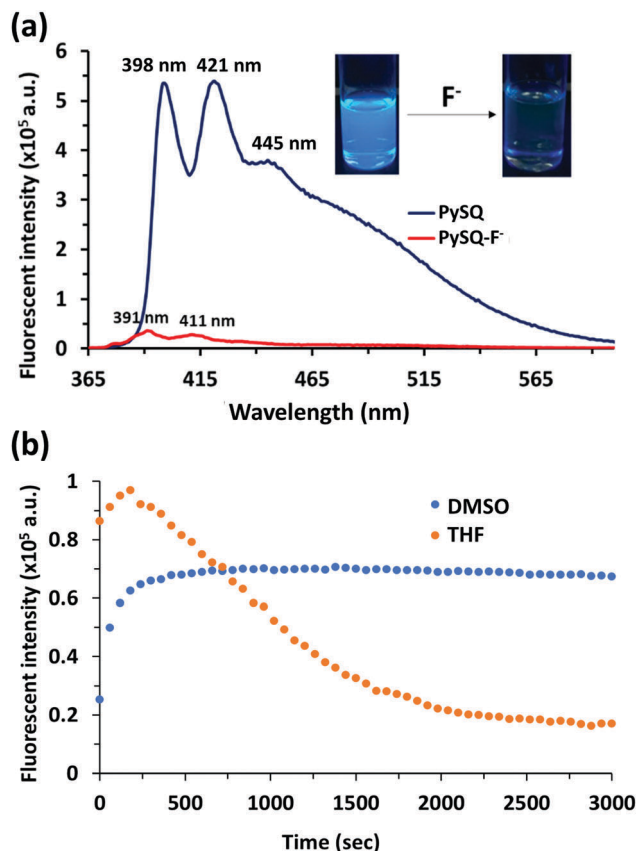 (a)
6
5
4
3
2
1
0
Fluorescent intensity (x10⁵ a.u.)
398 nm
421 nm
445 nm
F⁻
PySQ
PySQ-F⁻
391 nm
411 nm
365
415
465
515
565
Wavelength (nm)
(b)
1
0.8
0.6
0.4
0.2
0
Fluorescent intensity (x10⁵ a.u.)
DMSO
THF
0
500
1000
1500
2000
2500
3000
Time (sec)